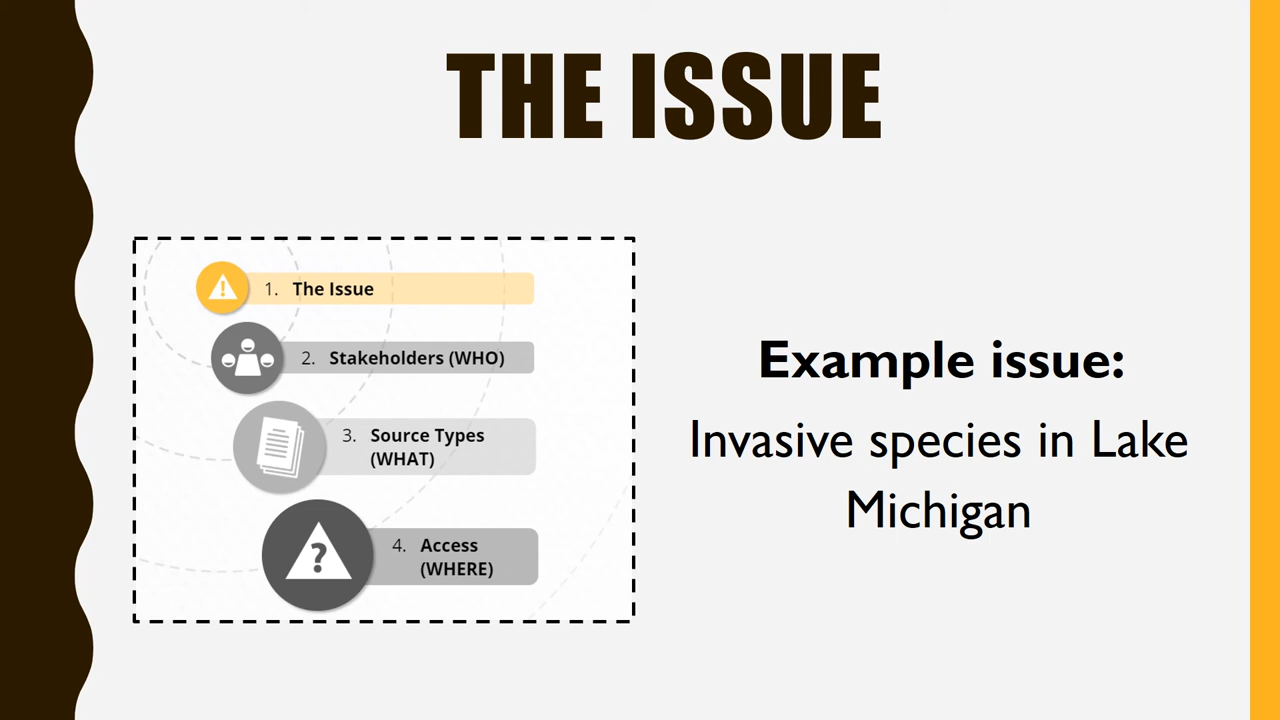 THE ISSUE
1. The Issue
2. Stakeholders (WHO)
3. Source Types
(WHAT)
4. Access
(WHERE)
Example issue:
Invasive species in Lake
Michigan